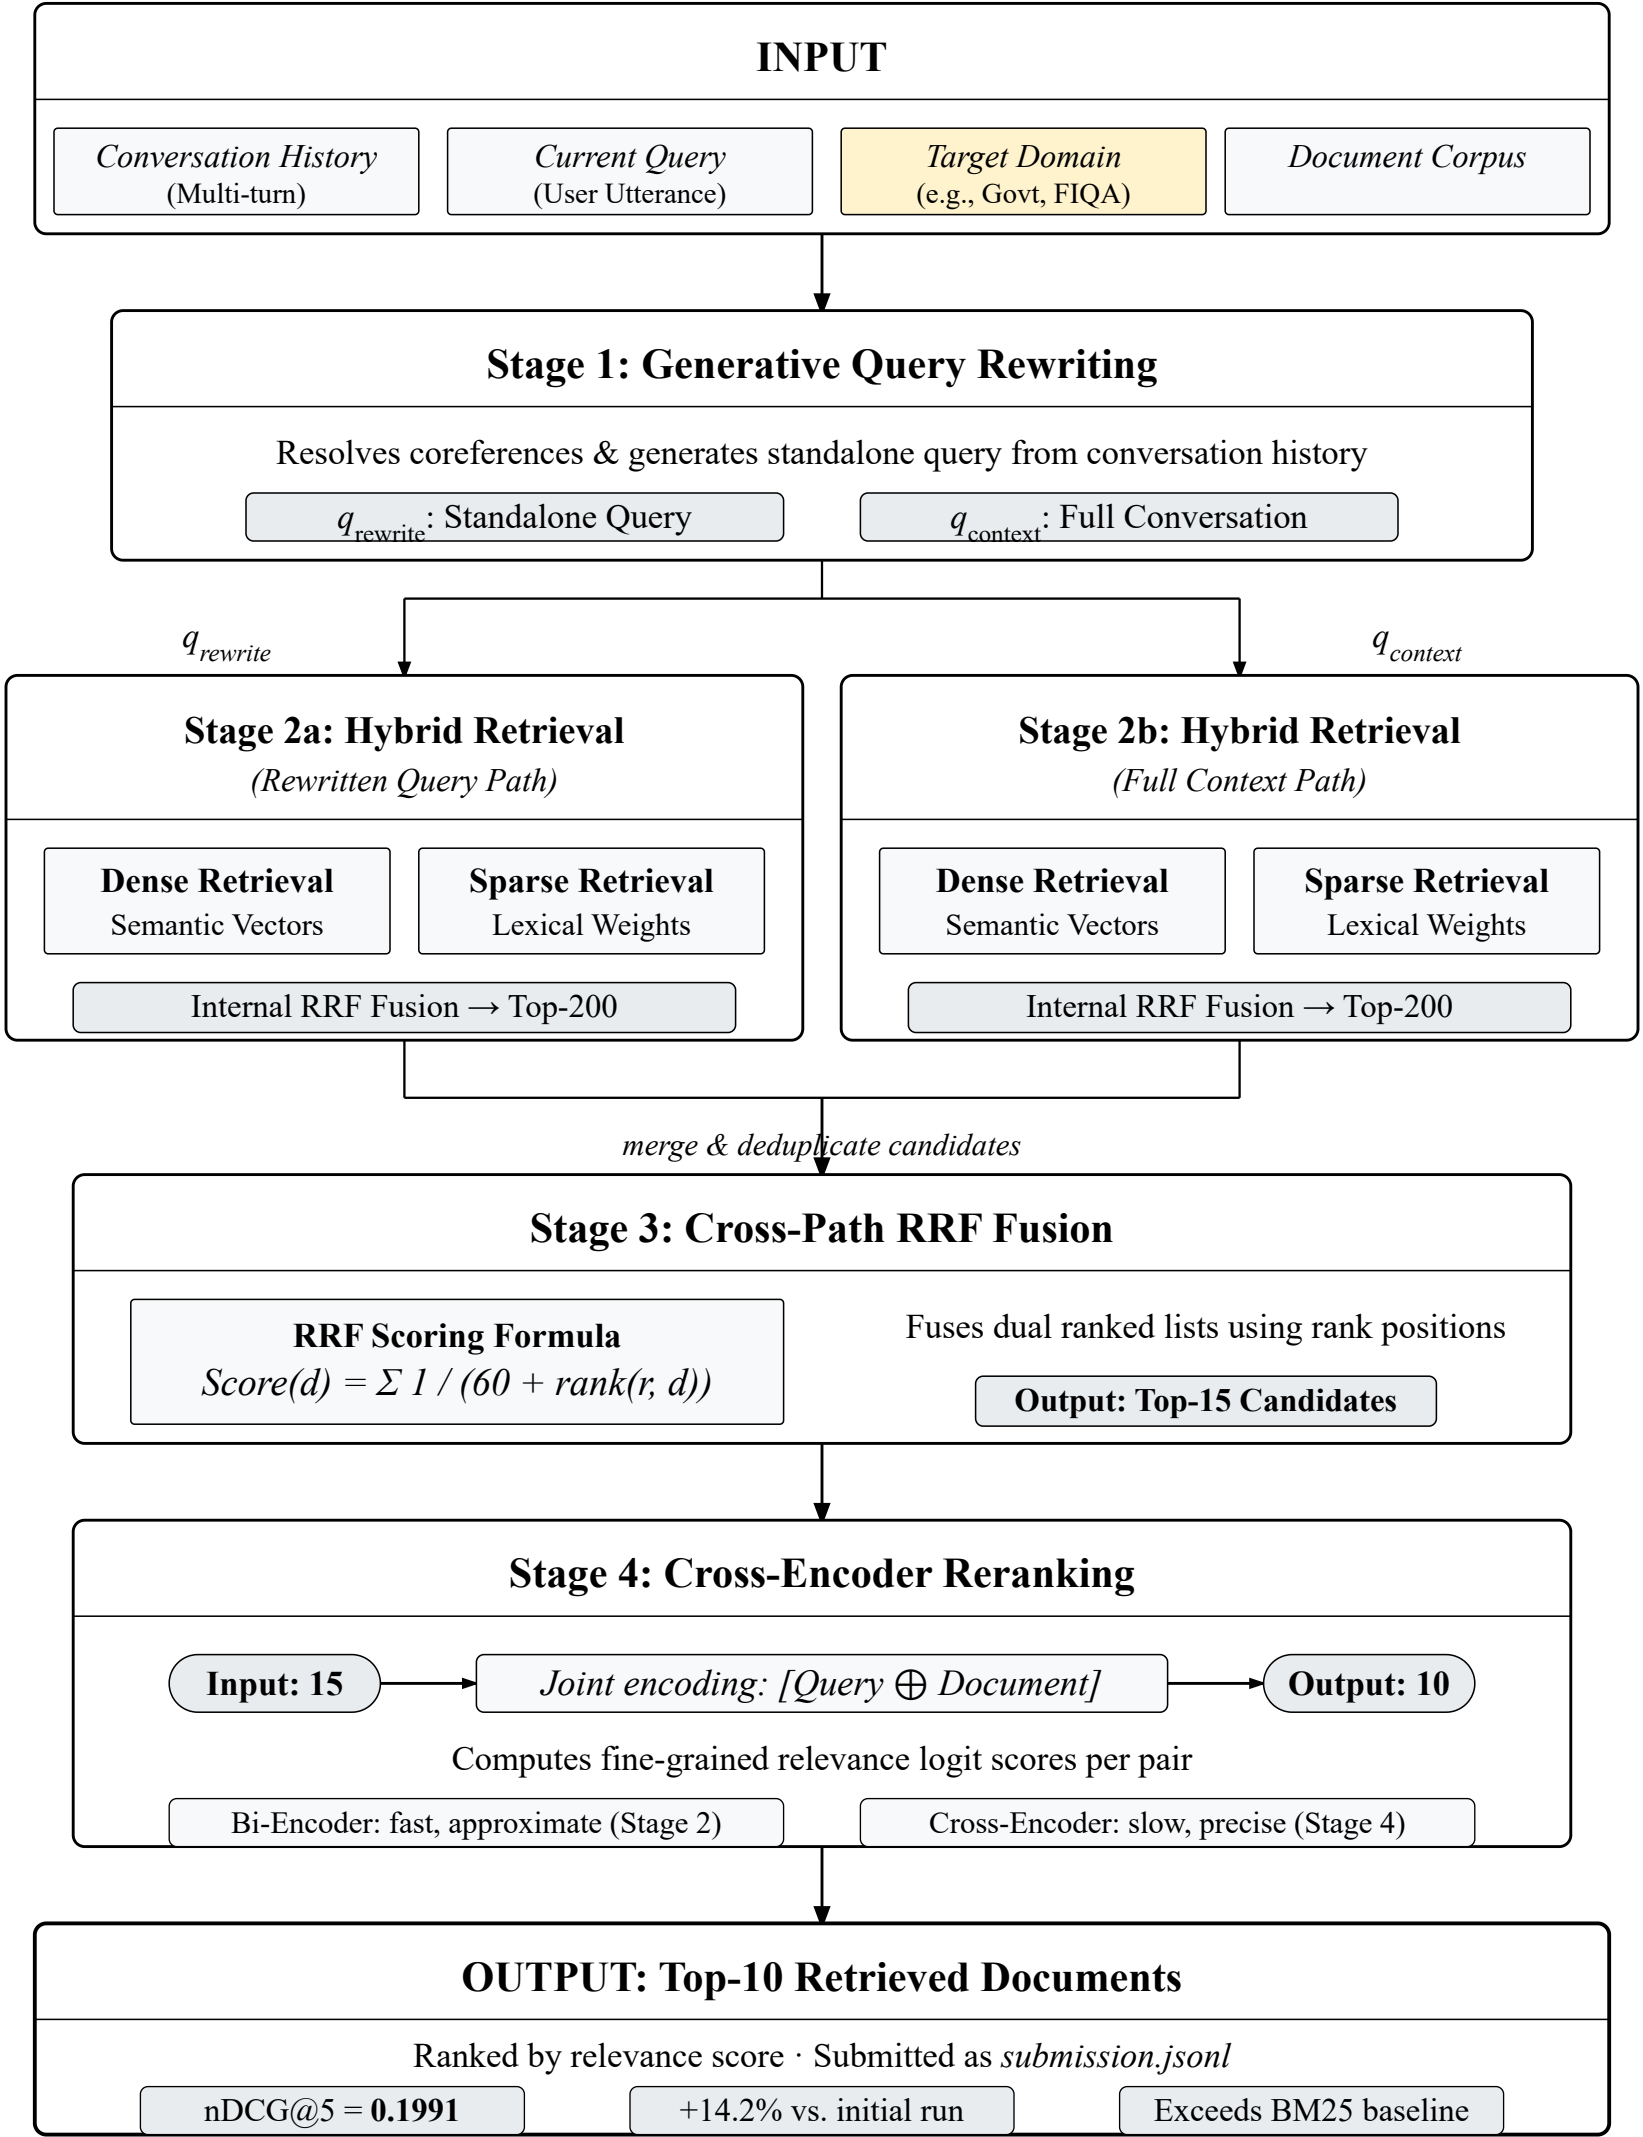 INPUT
Conversation History
(Multi-turn)
Current Query
(User Utterance)
Target Domain
(e.g., Govt, FIQA)
Document Corpus
Stage 1: Generative Query Rewriting
Resolves coreferences & generates standalone query from conversation history
qrewrite: Standalone Query
qcontext: Full Conversation
qrewrite
qcontext
Stage 2a: Hybrid Retrieval
(Rewritten Query Path)
Dense Retrieval
Semantic Vectors
Sparse Retrieval
Lexical Weights
Internal RRF Fusion → Top-200
Stage 2b: Hybrid Retrieval
(Full Context Path)
Dense Retrieval
Semantic Vectors
Sparse Retrieval
Lexical Weights
Internal RRF Fusion → Top-200
merge & deduplicate candidates
Stage 3: Cross-Path RRF Fusion
RRF Scoring Formula
Score(d) = Σ 1 / (60 + rank(r, d))
Fuses dual ranked lists using rank positions
Output: Top-15 Candidates
Stage 4: Cross-Encoder Reranking
Input: 15
Joint encoding: [Query ⊕ Document]
Output: 10
Computes fine-grained relevance logit scores per pair
Bi-Encoder: fast, approximate (Stage 2)
Cross-Encoder: slow, precise (Stage 4)
OUTPUT: Top-10 Retrieved Documents
Ranked by relevance score · Submitted as submission.jsonl
nDCG@5 = 0.1991
+14.2% vs. initial run
Exceeds BM25 baseline